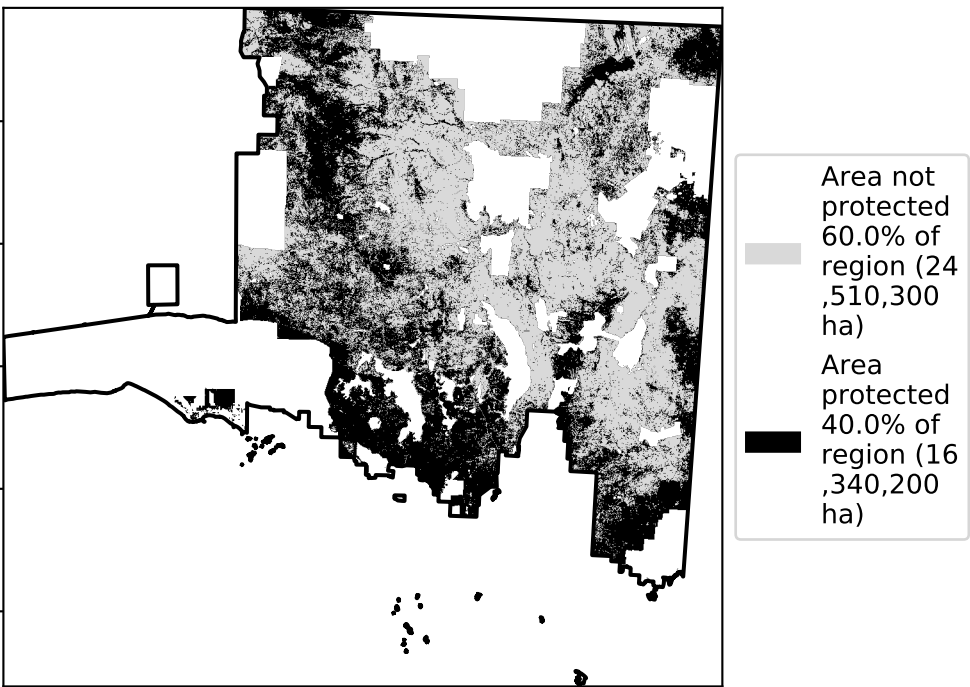 Area not
protected
60.0% of
region (24
,510,300
ha)
Area
protected
40.0% of
region (16
,340,200
ha)